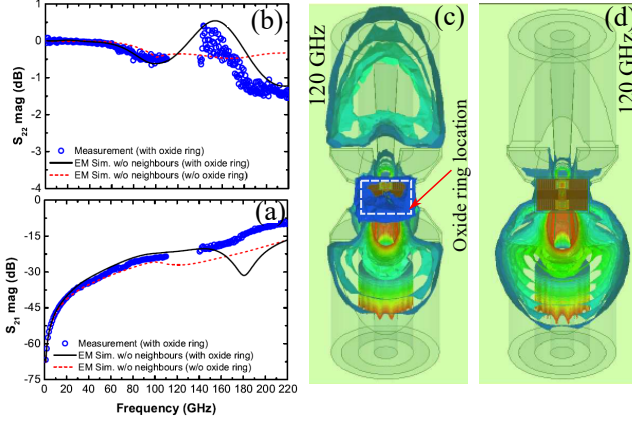 1
0
-1
-2
-3
-4
S22 mag (dB)
(b)
Measurement (with oxide ring)
EM Sim. w/o neighbours (with oxide ring)
EM Sim. w/o neighbours (w/o oxide ring)
0
-15
-30
-45
-60
-75
S21 mag (dB)
(a)
Measurement (with oxide ring)
EM Sim. w/o neighbours (with oxide ring)
EM Sim. w/o neighbours (w/o oxide ring)
0 20 40 60 80 100 120 140 160 180 200 220
Frequency (GHz)
120 GHz
(c)
Oxide ring location
(d)
120 GHz